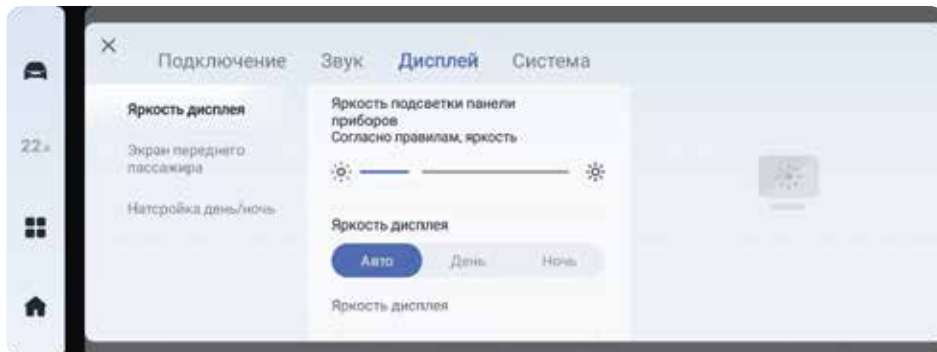 Подключение Звук Дисплей Система
Яркость дисплея
Экран переднего
пассажира
Натсройка день/ночь
22.
Яркость подсветки панели
приборов
Согласно правилам, яркость
Яркость дисплея
Авто День Ночь
Яркость дисплея